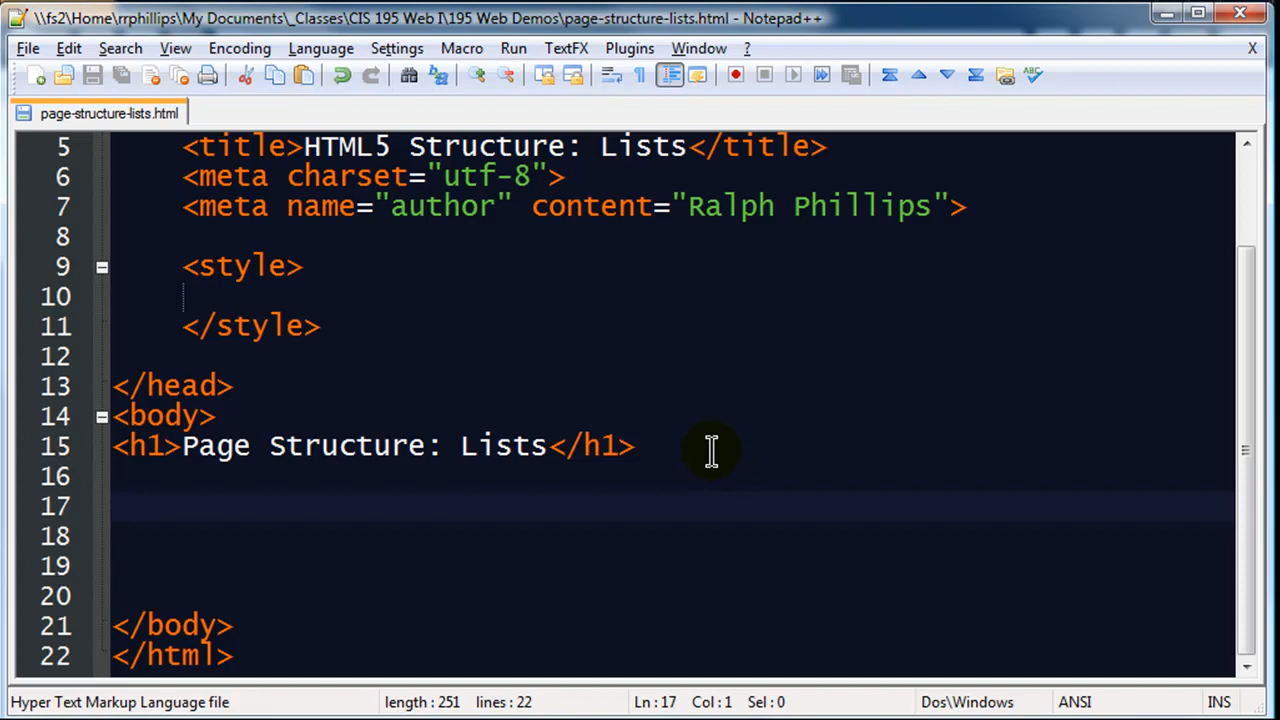 \\fs2\Home\rrphillips\My Documents\_Classes\CIS 195 Web I\195 Web Demos\page-structure-lists.html - Notepad++
File Edit Search View Encoding Language Settings Macro Run TextFX Plugins Window ? X
page-structure-lists.html
5 <title>HTML5 Structure: Lists</title>
6 <meta charset="utf-8">
7 <meta name="author" content="Ralph Phillips">
8
9 <style>
10
11 </style>
12
13 </head>
14 <body>
15 <h1>Page Structure: Lists</h1>
16
17
18
19
20
21 </body>
22 </html>
Hyper Text Markup Language file length : 251 lines : 22 Ln : 17 Col : 1 Sel : 0 Dos\Windows ANSI INS